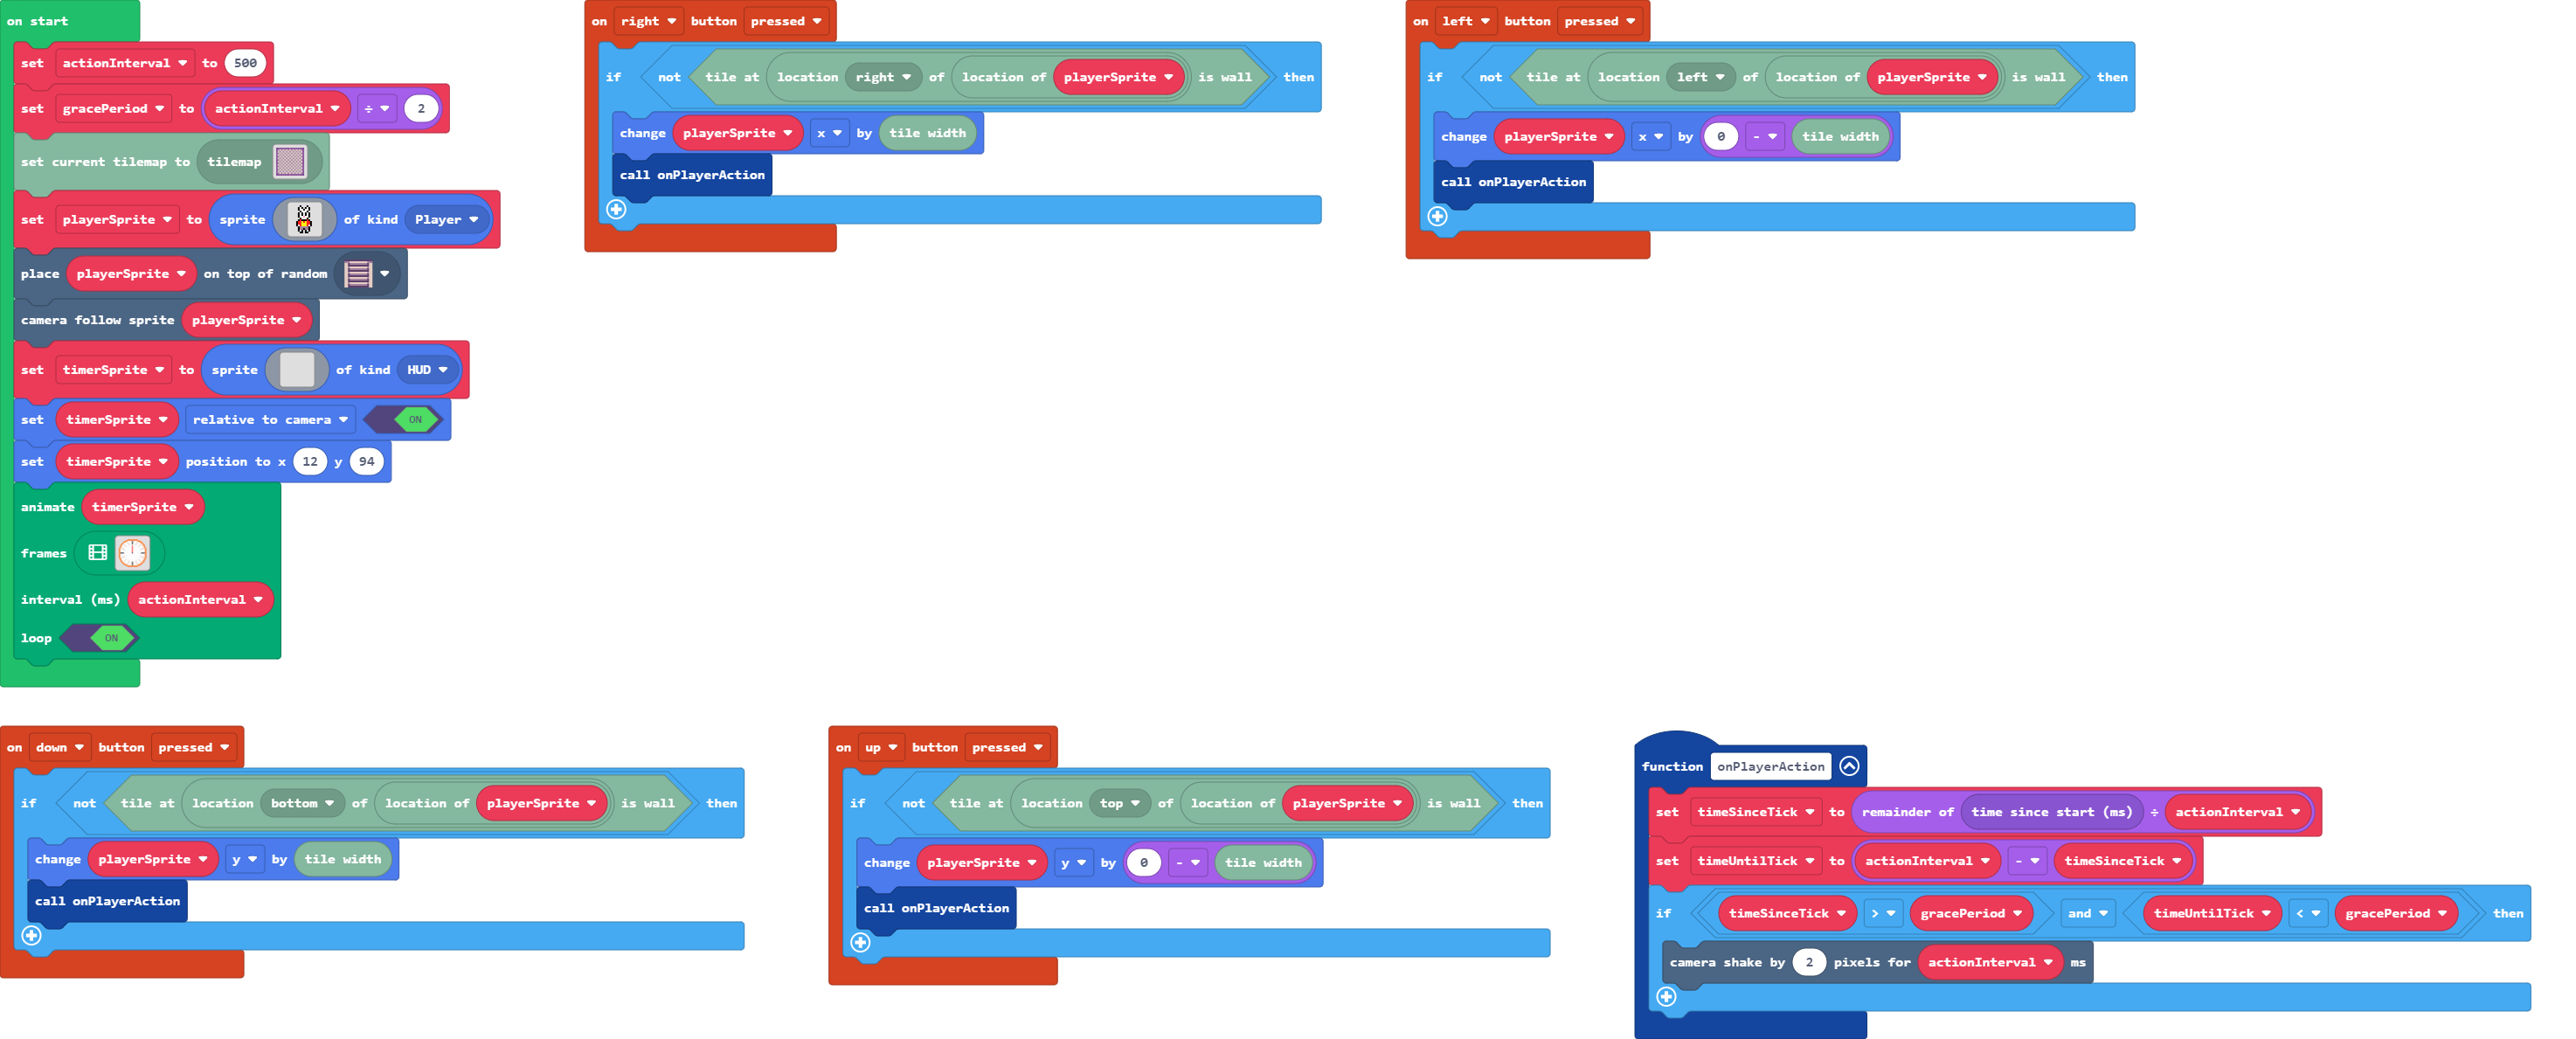 on start
set actionInterval to 500
set gracePeriod to actionInterval ÷ 2
set current tilemap to tilemap
set playerSprite to sprite of kind Player
place playerSprite on top of random
camera follow sprite playerSprite
set timerSprite to sprite of kind HUD
set timerSprite relative to camera ON
set timerSprite position to x 12 y 94
animate timerSprite
frames
interval (ms) actionInterval
loop ON
on right button pressed
if not tile at location right of location of playerSprite is wall then
change playerSprite x by tile width
call onPlayerAction
on left button pressed
if not tile at location left of location of playerSprite is wall then
change playerSprite x by 0 - tile width
call onPlayerAction
on down button pressed
if not tile at location bottom of location of playerSprite is wall then
change playerSprite y by tile width
call onPlayerAction
on up button pressed
if not tile at location top of location of playerSprite is wall then
change playerSprite y by 0 - tile width
call onPlayerAction
function onPlayerAction
set timeSinceTick to remainder of time since start (ms) ÷ actionInterval
set timeUntilTick to actionInterval - timeSinceTick
if timeSinceTick > gracePeriod and timeUntilTick < gracePeriod then
camera shake by 2 pixels for actionInterval ms